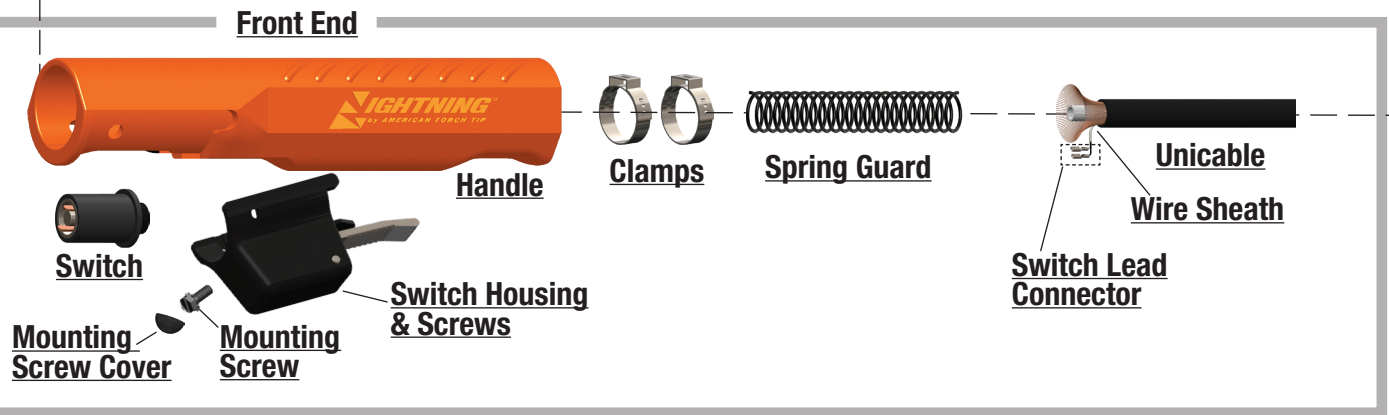 Front End
LIGHTNING™
by AMERICAN TORCH TIP
Handle
Clamps
Spring Guard
Unicable
Wire Sheath
Switch Lead
Connector
Switch
Switch Housing
& Screws
Mounting
Screw Cover
Mounting
Screw